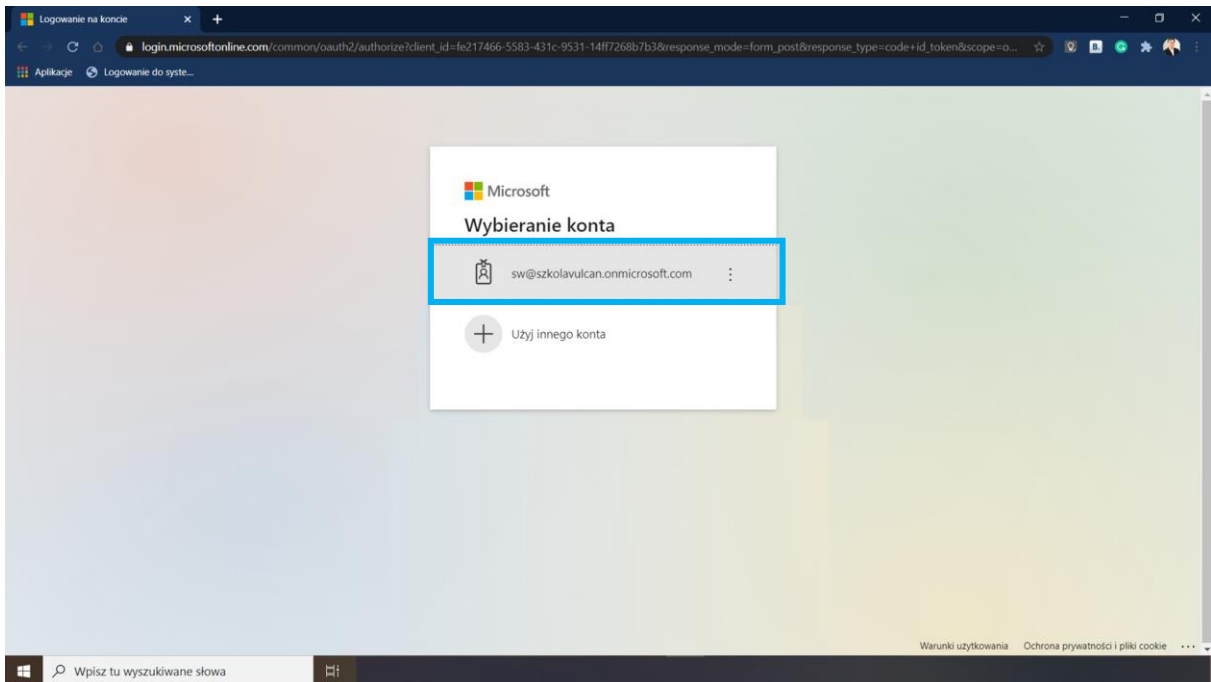 Logowanie na koncie
login.microsoftonline.com/common/oauth2/authorize?client_id=fe217466-5583-431c-9531-14ff7268b7b3&response_mode=form_post&response_type=code+id_token&scope=o...
Aplikacje Logowanie do syste...
Microsoft
Wybieranie konta
sw@szkolavulcan.onmicrosoft.com
Użyj innego konta
Warunki użytkowania Ochrona prywatności i pliki cookie
Wpisz tu wyszukiwane słowa